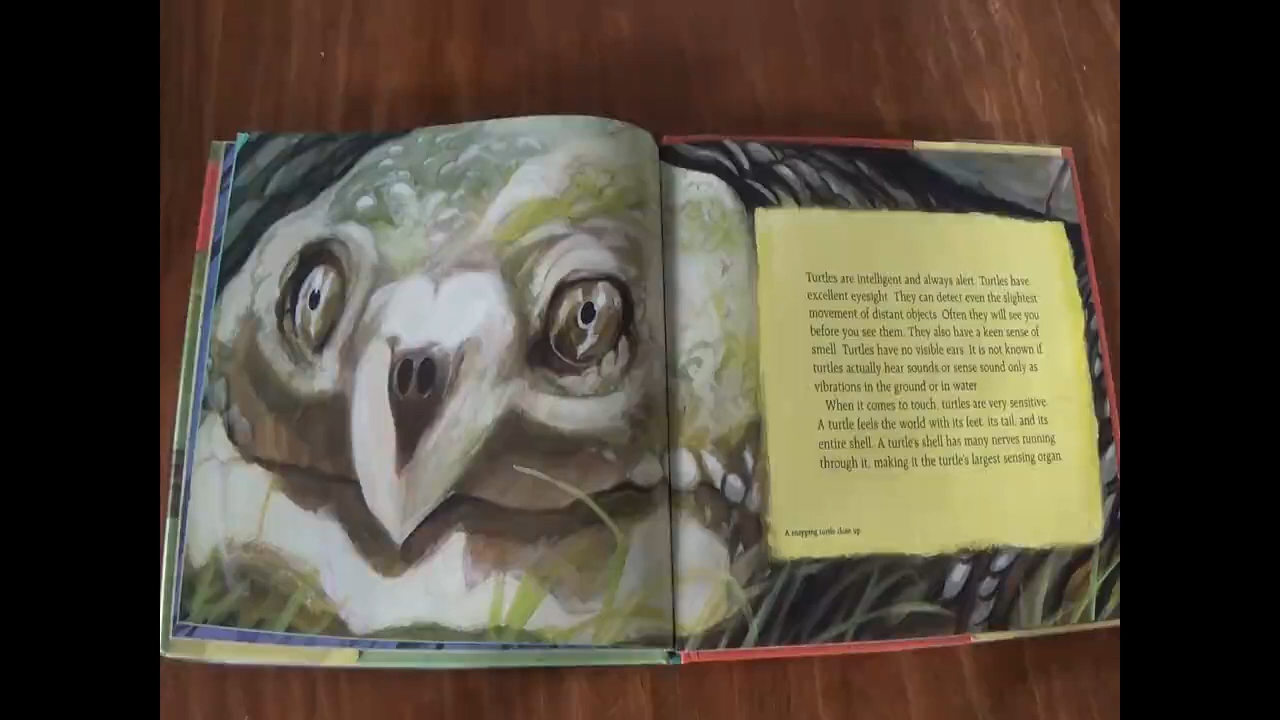 Turtles are intelligent and always alert. Turtles have
excellent eyesight. They can detect even the slightest
movement of distant objects. Often they will see you
before you see them. They also have a keen sense of
smell. Turtles have no visible ears. It is not known if
turtles actually hear sounds or sense sound only as
vibrations in the ground or in water.
When it comes to touch, turtles are very sensitive.
A turtle feels the world with its feet, its tail, and its
entire shell. A turtle's shell has many nerves running
through it, making it the turtle's largest sensing organ.
A snapping turtle close up